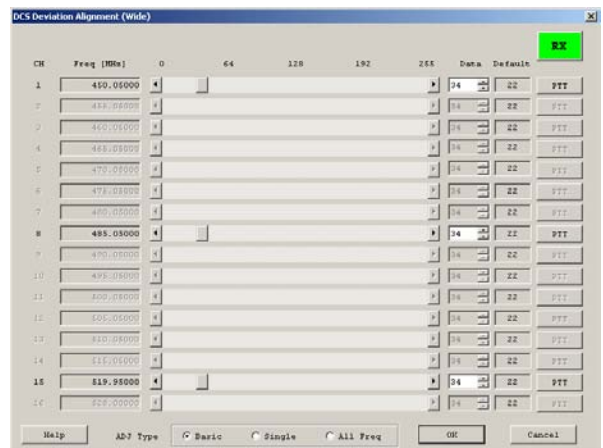 DCS Deviation Alignment (Wide)
RX
CH Freq [MHz] 0 64 128 192 255 Data Default
1 450.05000 34 22 PTT
2 455.05000 34 22 PTT
3 460.05000 34 22 PTT
4 465.05000 34 22 PTT
5 470.05000 34 22 PTT
6 475.05000 34 22 PTT
7 480.05000 34 22 PTT
8 485.05000 34 22 PTT
9 490.05000 34 22 PTT
10 495.05000 34 22 PTT
11 500.05000 34 22 PTT
12 505.05000 34 22 PTT
13 510.05000 34 22 PTT
14 515.05000 34 22 PTT
15 519.95000 34 22 PTT
16 34 22 PTT
Help ADJ Type Basic Single All Freq OK Cancel